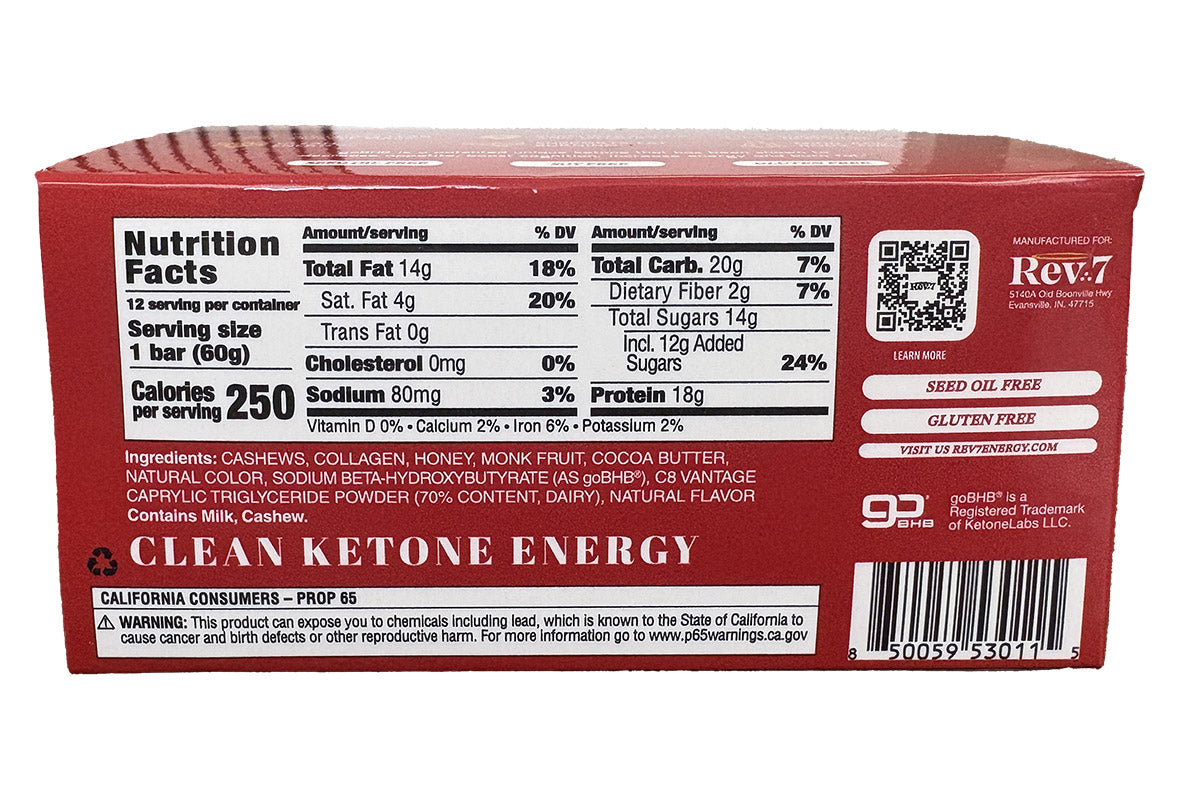 SOY FREE
GLUTEN FREE
Nutrition
Facts
12 serving per container
Serving size
1 bar (60g)
Calories
per serving 250
Amount/serving % DV
Total Fat 14g 18%
Sat. Fat 4g 20%
Trans Fat 0g
Cholesterol 0mg 0%
Sodium 80mg 3%
Amount/serving % DV
Total Carb. 20g 7%
Dietary Fiber 2g 7%
Total Sugars 14g
Incl. 12g Added
Sugars 24%
Protein 18g
Vitamin D 0% • Calcium 2% • Iron 6% • Potassium 2%
Ingredients: CASHEWS, COLLAGEN, HONEY, MONK FRUIT, COCOA BUTTER,
NATURAL COLOR, SODIUM BETA-HYDROXYBUTYRATE (AS goBHB®), C8 VANTAGE
CAPRYLIC TRIGLYCERIDE POWDER (70% CONTENT, DAIRY), NATURAL FLAVOR
Contains Milk, Cashew.
CLEAN KETONE ENERGY
CALIFORNIA CONSUMERS – PROP 65
WARNING: This product can expose you to chemicals including lead, which is known to the State of California to
cause cancer and birth defects or other reproductive harm. For more information go to www.p65warnings.ca.gov
Rev.7
LEARN MORE
MANUFACTURED FOR:
Rev.:7
5140A Old Boonville Hwy
Evansville, IN, 47715
SEED OIL FREE
GLUTEN FREE
VISIT US REV7ENERGY.COM
go BHB
goBHB® is a
Registered Trademark
of KetoneLabs LLC.
8 50059 53011 5